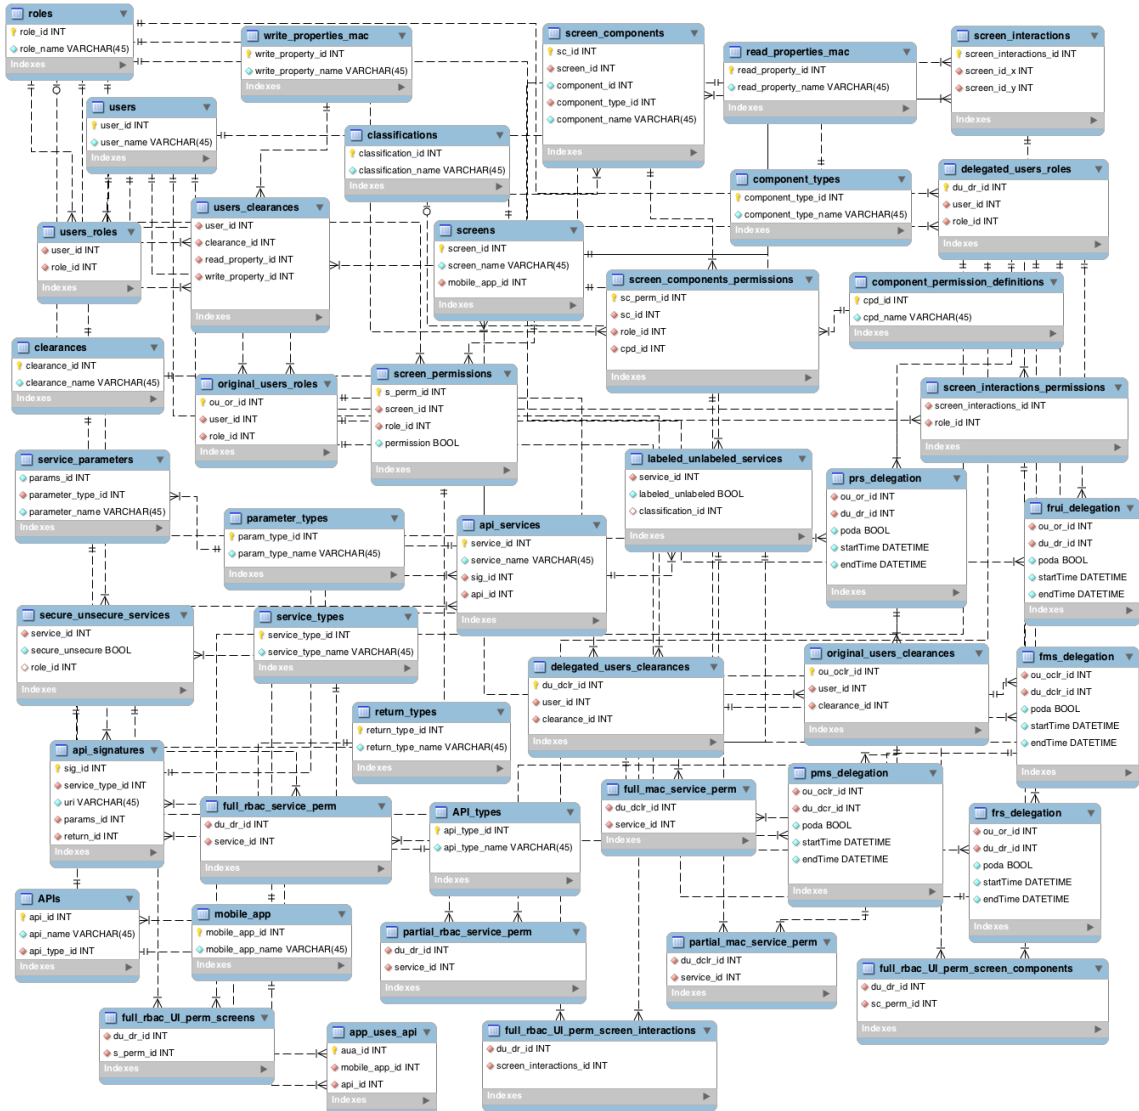 roles
role_id INT
role_name VARCHAR(45)
Indexes
write_properties_mac
write_property_id INT
write_property_name VARCHAR(45)
Indexes
screen_components
sc_id INT
screen_id INT
component_id INT
component_type_id INT
component_name VARCHAR(45)
Indexes
read_properties_mac
read_property_id INT
read_property_name VARCHAR(45)
Indexes
screen_interactions
screen_interactions_id INT
screen_id_x INT
screen_id_y INT
Indexes
users
user_id INT
user_name VARCHAR(45)
Indexes
classifications
classification_id INT
classification_name VARCHAR(45)
Indexes
component_types
component_type_id INT
component_type_name VARCHAR(45)
Indexes
delegated_users_roles
du_dr_id INT
user_id INT
role_id INT
Indexes
users_roles
user_id INT
role_id INT
Indexes
users_clearances
user_id INT
clearance_id INT
read_property_id INT
write_property_id INT
Indexes
screens
screen_id INT
screen_name VARCHAR(45)
mobile_app_id INT
Indexes
screen_components_permissions
sc_perm_id INT
sc_id INT
role_id INT
cpd_id INT
Indexes
component_permission_definitions
cpd_id INT
cpd_name VARCHAR(45)
Indexes
clearances
clearance_id INT
clearance_name VARCHAR(45)
Indexes
original_users_roles
ou_or_id INT
user_id INT
role_id INT
Indexes
screen_permissions
s_perm_id INT
screen_id INT
role_id INT
permission BOOL
Indexes
screen_interactions_permissions
screen_interactions_id INT
role_id INT
Indexes
service_parameters
params_id INT
parameter_type_id INT
parameter_name VARCHAR(45)
Indexes
labeled_unlabeled_services
service_id INT
labeled_unlabeled BOOL
classification_id INT
Indexes
prs_delegation
ou_or_id INT
du_dr_id INT
poda BOOL
startTime DATETIME
endTime DATETIME
Indexes
frui_delegation
ou_or_id INT
du_dr_id INT
poda BOOL
startTime DATETIME
endTime DATETIME
Indexes
parameter_types
param_type_id INT
param_type_name VARCHAR(45)
Indexes
api_services
service_id INT
service_name VARCHAR(45)
sig_id INT
api_id INT
Indexes
secure_unsecure_services
service_id INT
secure_unsecure BOOL
role_id INT
Indexes
service_types
service_type_id INT
service_type_name VARCHAR(45)
Indexes
delegated_users_clearances
du_dclr_id INT
user_id INT
clearance_id INT
Indexes
original_users_clearances
ou_oclr_id INT
user_id INT
clearance_id INT
Indexes
fms_delegation
ou_oclr_id INT
du_dclr_id INT
poda BOOL
startTime DATETIME
endTime DATETIME
Indexes
return_types
return_type_id INT
return_type_name VARCHAR(45)
Indexes
api_signatures
sig_id INT
service_type_id INT
uri VARCHAR(45)
params_id INT
return_id INT
Indexes
full_rbac_service_perm
du_dr_id INT
service_id INT
Indexes
API_types
api_type_id INT
api_type_name VARCHAR(45)
Indexes
full_mac_service_perm
du_dclr_id INT
service_id INT
Indexes
pms_delegation
ou_oclr_id INT
du_dcr_id INT
poda BOOL
startTime DATETIME
endTime DATETIME
Indexes
frs_delegation
ou_or_id INT
du_dr_id INT
poda BOOL
startTime DATETIME
endTime DATETIME
Indexes
APIs
api_id INT
api_name VARCHAR(45)
api_type_id INT
Indexes
mobile_app
mobile_app_id INT
mobile_app_name VARCHAR(45)
Indexes
partial_rbac_service_perm
du_dr_id INT
service_id INT
Indexes
partial_mac_service_perm
du_dclr_id INT
service_id INT
Indexes
full_rbac_UI_perm_screen_components
du_dr_id INT
sc_perm_id INT
Indexes
full_rbac_UI_perm_screens
du_dr_id INT
s_perm_id INT
Indexes
app_uses_api
aua_id INT
mobile_app_id INT
api_id INT
Indexes
full_rbac_UI_perm_screen_interactions
du_dr_id INT
screen_interactions_id INT
Indexes